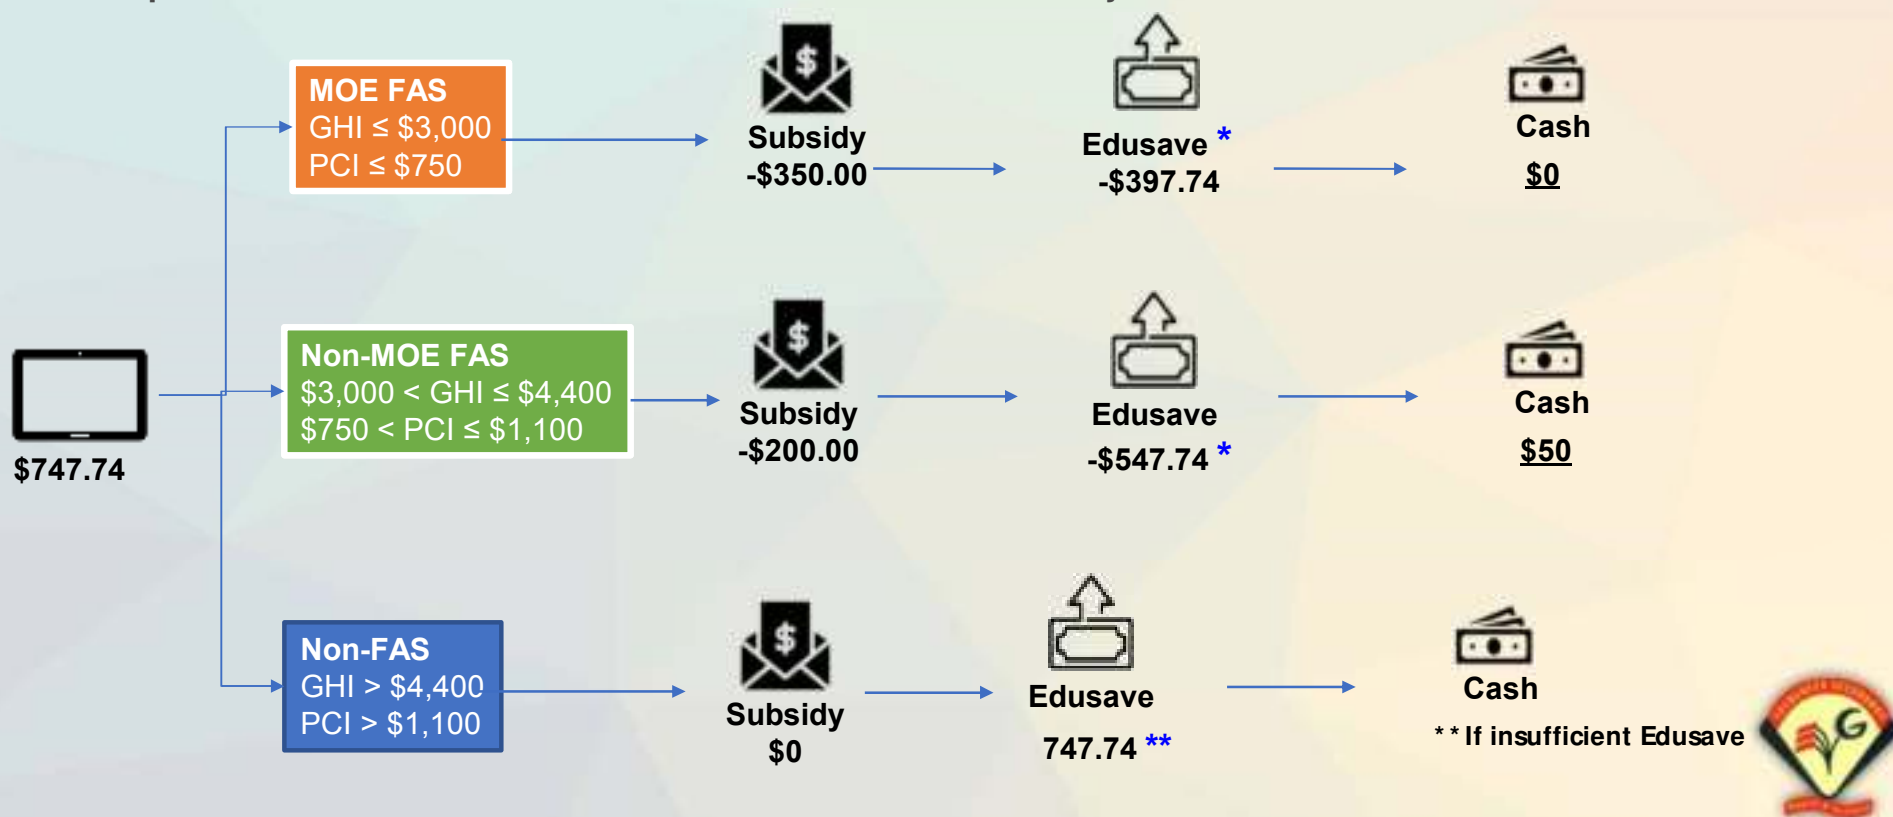 $747.74
MOE FAS
GHI ≤ $3,000
PCI ≤ $750
Subsidy
-$350.00
Edusave *
-$397.74
Cash
$0
Non-MOE FAS
$3,000 < GHI ≤ $4,400
$750 < PCI ≤ $1,100
Subsidy
-$200.00
Edusave
-$547.74 *
Cash
$50
Non-FAS
GHI > $4,400
PCI > $1,100
Subsidy
$0
Edusave
747.74 **
Cash
**If insufficient Edusave
G